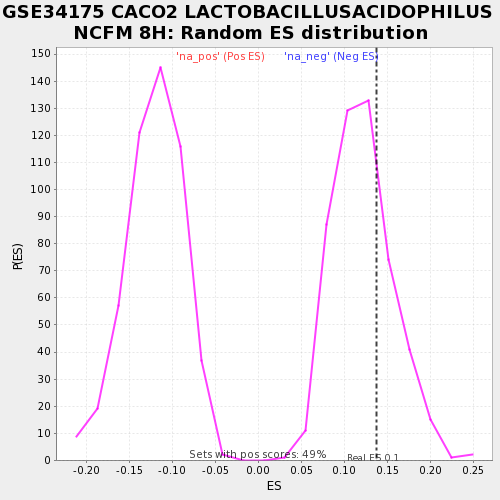 GSE34175 CACO2 LACTOBACILLUSACIDOPHILUS
NCFM 8H: Random ES distribution
'na_pos' (Pos ES)
'na_neg' (Neg ES)
150
140
130
120
110
100
90
80
70
60
50
40
30
20
10
0
P(ES)
Sets with pos scores: 49%
Real ES 0.1
-0.20 -0.15 -0.10 -0.05 0.00 0.05 0.10 0.15 0.20 0.25
ES